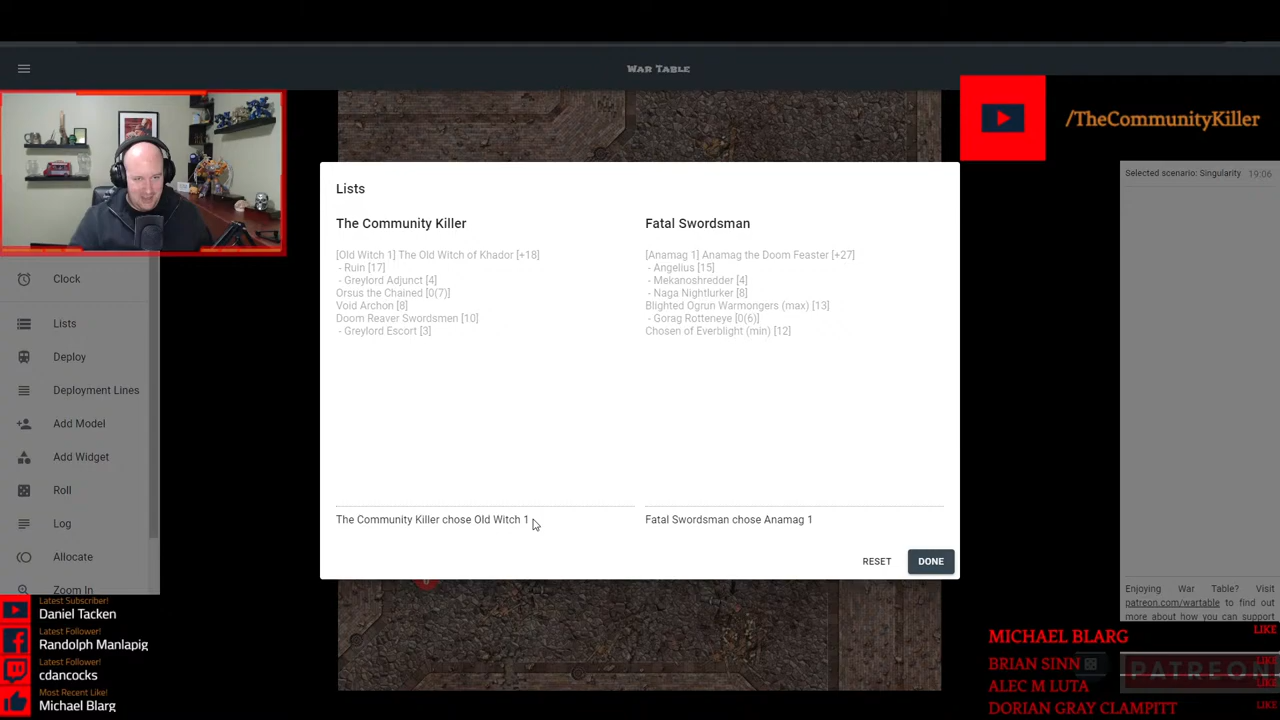 War Table
/TheCommunityKiller
Lists
The Community Killer
[Old Witch 1] The Old Witch of Khador [+18]
- Ruin [17]
- Greylord Adjunct [4]
Orsus the Chained [0(7)]
Void Archon [8]
Doom Reaver Swordsmen [10]
- Greylord Escort [3]
Fatal Swordsman
[Anamag 1] Anamag the Doom Feaster [+27]
- Angelius [15]
- Mekanoshredder [4]
- Naga Nightlurker [8]
Blighted Ogrun Warmongers (max) [13]
- Gorag Rotteneye [0(6)]
Chosen of Everblight (min) [12]
The Community Killer chose Old Witch 1
Fatal Swordsman chose Anamag 1
RESET
DONE
Selected scenario: Singularity
19:06
Clock
Lists
Deploy
Deployment Lines
Add Model
Add Widget
Roll
Log
Allocate
Zoom In
Latest Subscriber!
Daniel Tacken
Latest Follower!
Randolph Manlapig
Latest Follower!
cdancocks
Most Recent Like!
Michael Blarg
Enjoying War Table? Visit
patreon.com/wartable to find out
more about how you can support
MICHAEL BLARG
LIKE
BRIAN SINN
LIKE
ALEC M LUTA
LIKE
DORIAN GRAY CLAMPITT
LIKE
PATREON